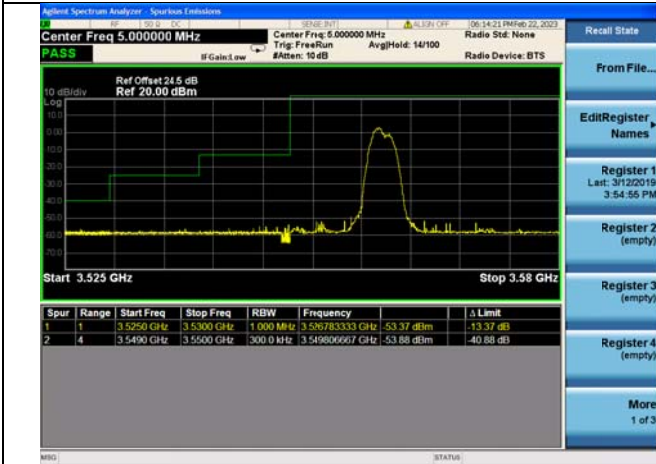 Agilent Spectrum Analyzer - Spurious Emissions
RF 50 Ω DC SENSE:INT ALIGN OFF 06:14:21 PM Feb 22, 2023
Center Freq 5.000000 MHz
Center Freq: 5.000000 MHz
Radio Std: None
PASS
Trig: FreeRun Avg|Hold: 14/100
IFGain:Low #Atten: 10 dB Radio Device: BTS
Ref Offset 24.5 dB
10 dB/div Ref 20.00 dBm
Log
10.0
0.00
-10.0
-20.0
-30.0
-40.0
-50.0
-60.0
-70.0
Start 3.525 GHz Stop 3.58 GHz
Spur Range Start Freq Stop Freq RBW Frequency Δ Limit
1 1 3.5250 GHz 3.5300 GHz 1.000 MHz 3.526783333 GHz -53.37 dBm -13.37 dB
2 4 3.5490 GHz 3.5500 GHz 300.0 kHz 3.549806667 GHz -53.88 dBm -40.88 dB
MSG STATUS
Recall State
From File...
Edit Register
Names
Register 1
Last: 3/12/2019
3:54:55 PM
Register 2
(empty)
Register 3
(empty)
Register 4
(empty)
More
1 of 3